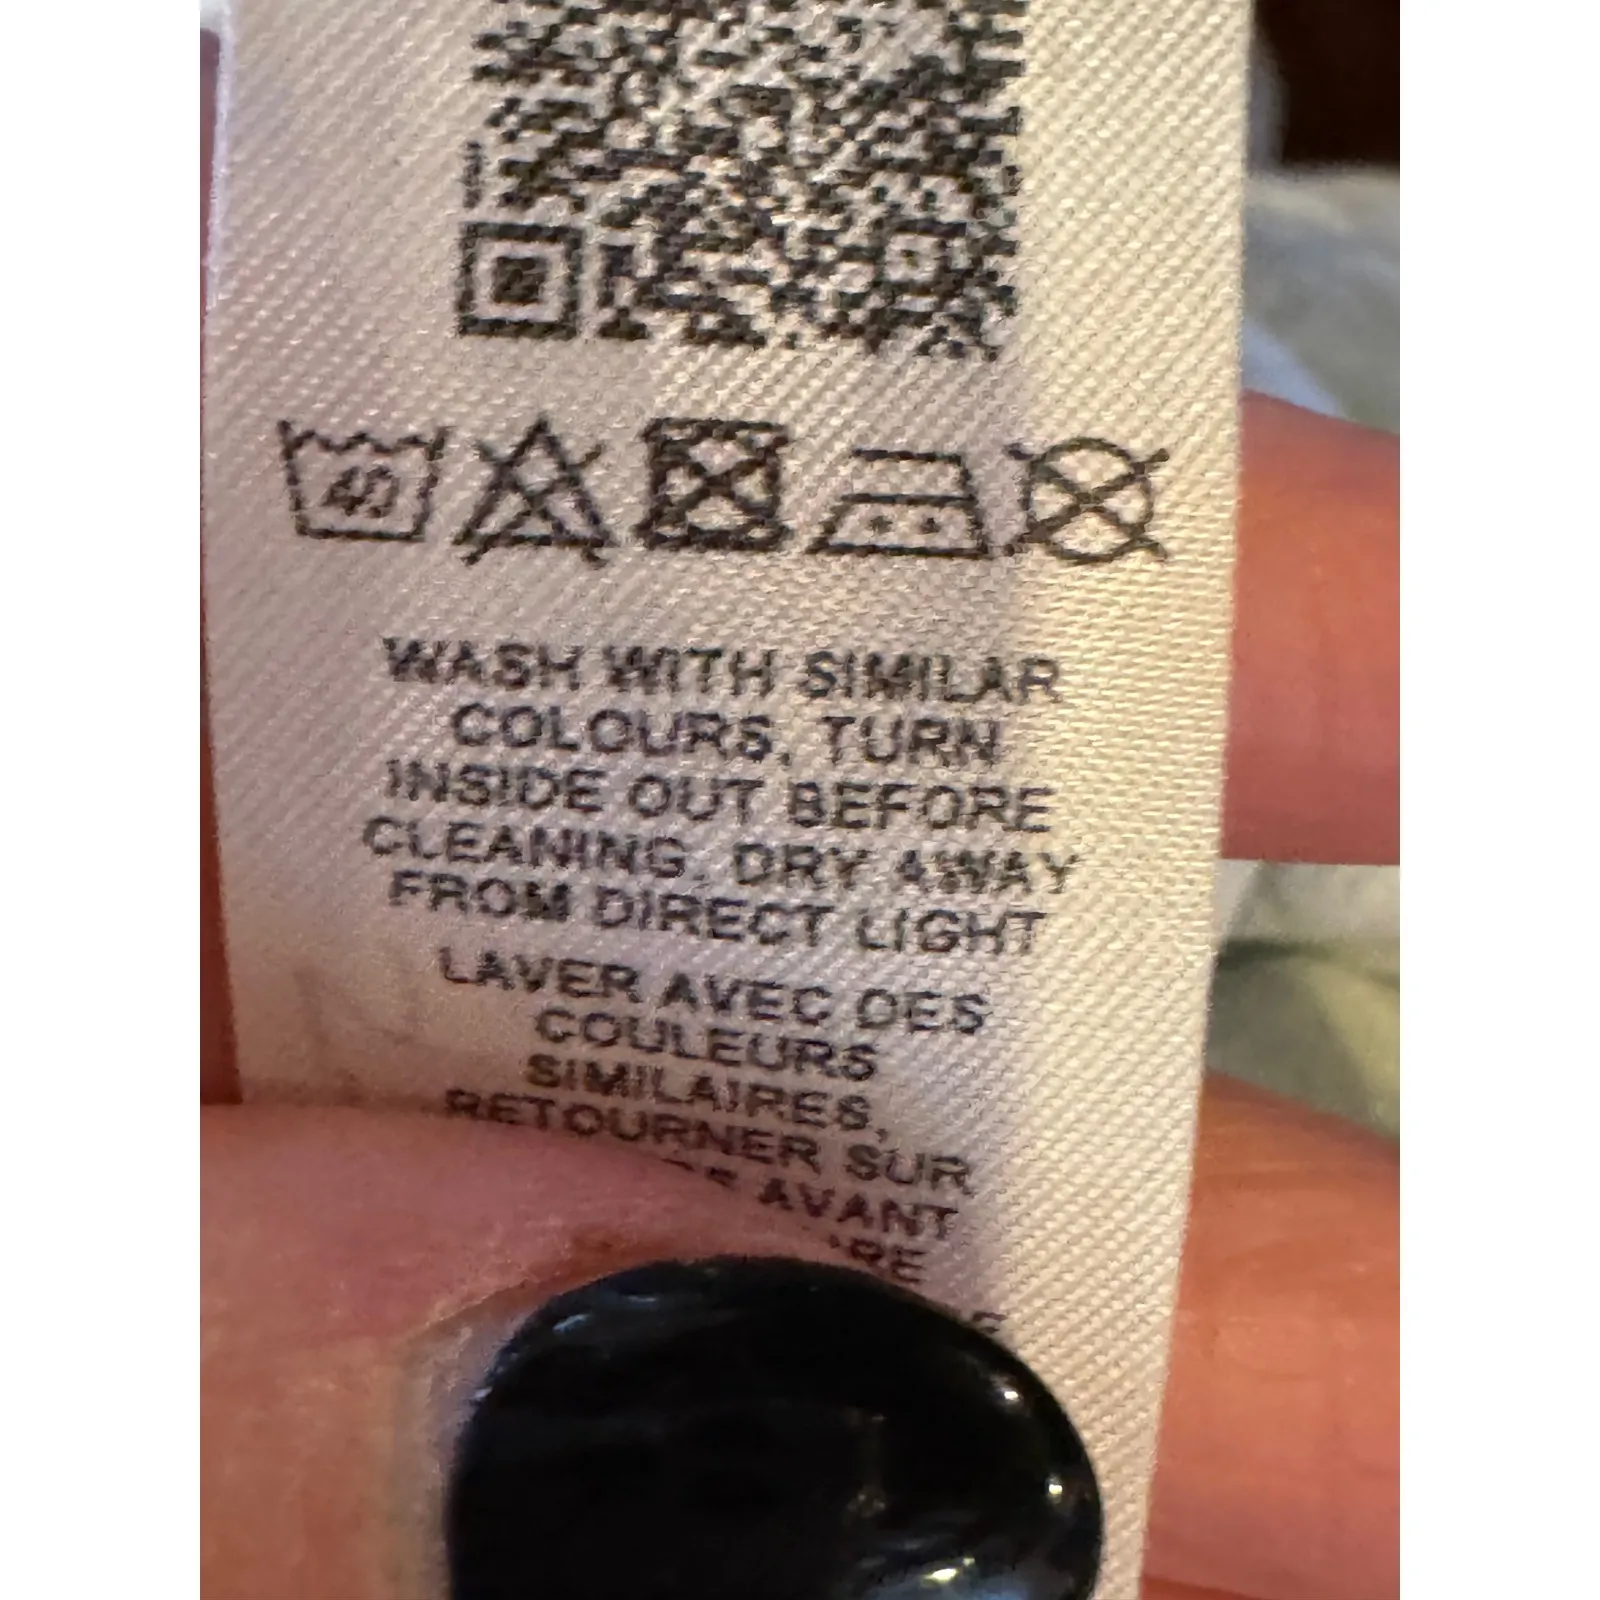 40
WASH WITH SIMILAR
COLOURS, TURN
INSIDE OUT BEFORE
CLEANING, DRY AWAY
FROM DIRECT LIGHT
LAVER AVEC DES
COULEURS
SIMILAIRES,
RETOURNER SUR
AVANT